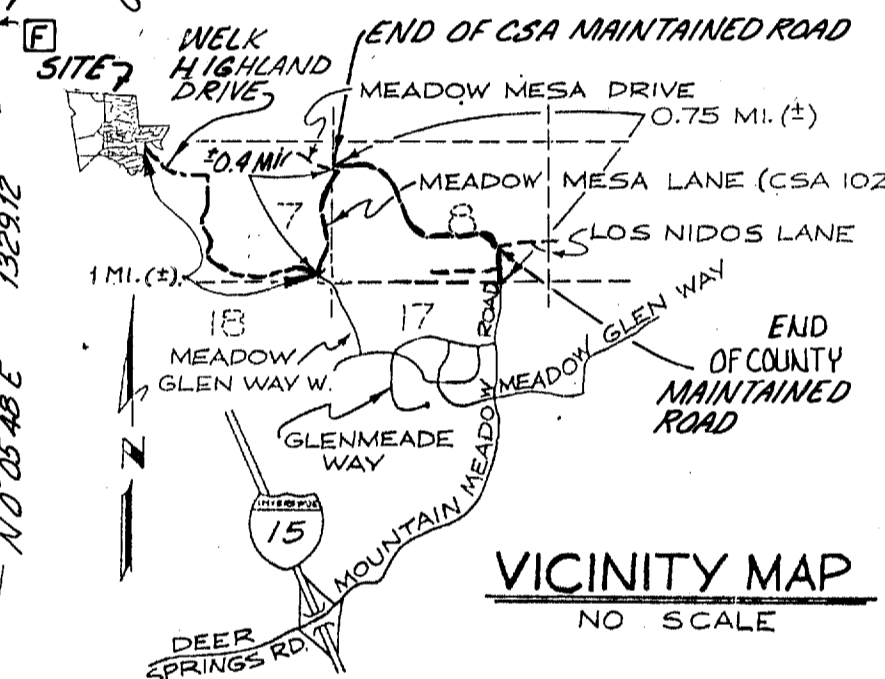 F
SITE
WELK
HIGHLAND
DRIVE
END OF CSA MAINTAINED ROAD
MEADOW MESA DRIVE
0.75 MI. (±)
±0.4 Mi
7
MEADOW MESA LANE (CSA 102
8
LOS NIDOS LANE
1 MI. (±)
18
17
ROAD
MEADOW
GLEN WAY W.
MEADOW GLEN WAY
END
OF COUNTY
MAINTAINED
ROAD
GLENMEADE
WAY
N
INTERSTATE
15
MOUNTAIN MEADOW
DEER
SPRINGS RD.
VICINITY MAP
NO SCALE
N 0° 05 48 E
1329.12